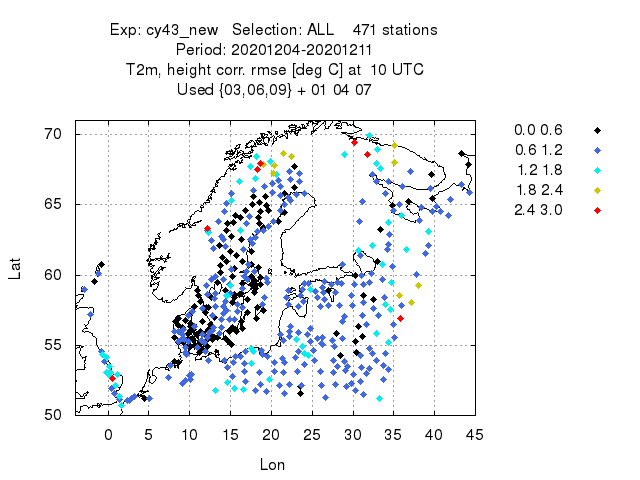 Exp: cy43_new   Selection: ALL    471 stations
Period: 20201204-20201211
T2m, height corr. rmse [deg C] at  10 UTC
Used {03,06,09} + 01 04 07
70
65
60
55
50
Lat
0 5 10 15 20 25 30 35 40 45
Lon
0.0 0.6
0.6 1.2
1.2 1.8
1.8 2.4
2.4 3.0